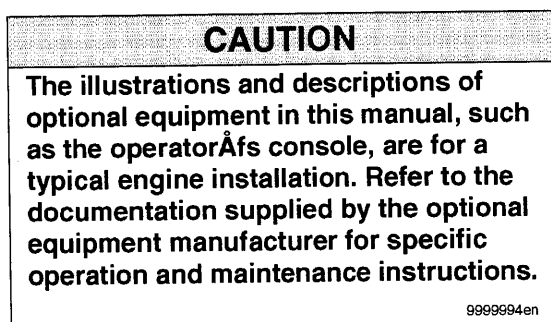 CAUTION
The illustrations and descriptions of
optional equipment in this manual, such
as the operatorÅfs console, are for a
typical engine installation. Refer to the
documentation supplied by the optional
equipment manufacturer for specific
operation and maintenance instructions.
9999994en